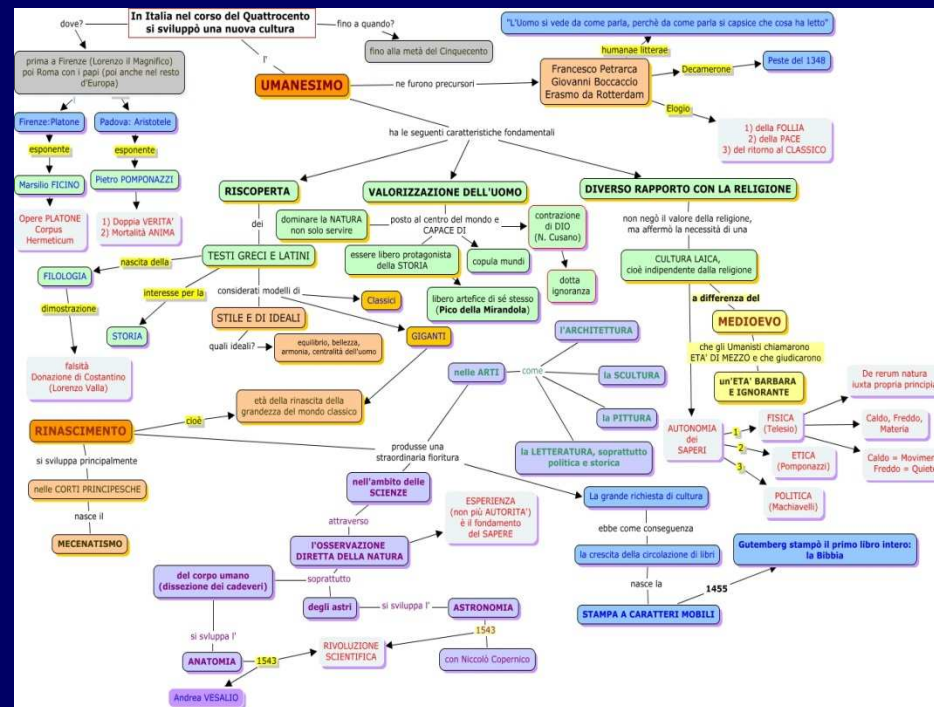 In Italia nel corso del Quattrocento
si sviluppò una nuova cultura
dove?
fino a quando?
fino alla metà del Cinquecento
l'
prima a Firenze (Lorenzo il Magnifico)
poi Roma con i papi (poi anche nel resto
d'Europa)
UMANESIMO
ne furono precursori
Francesco Petrarca
Giovanni Boccaccio
Erasmo da Rotterdam
humanae litterae
"L'Uomo si vede da come parla, perchè da come parla si capsice che cosa ha letto"
Decamerone
Peste del 1348
Elogio
1) della FOLLIA
2) della PACE
3) del ritorno al CLASSICO
Firenze:Platone
Padova: Aristotele
esponente
esponente
Marsilio FICINO
Pietro POMPONAZZI
Opere PLATONE
Corpus
Hermeticum
1) Doppia VERITA'
2) Mortalità ANIMA
ha le seguenti caratteristiche fondamentali
RISCOPERTA
dei
TESTI GRECI E LATINI
nascita della
FILOLOGIA
dimostrazione
falsità
Donazione di Costantino
(Lorenzo Valla)
interesse per la
STORIA
considerati modelli di
Classici
STILE E DI IDEALI
quali ideali?
equilibrio, bellezza,
armonia, centralità dell'uomo
GIGANTI
età della rinascita della
grandezza del mondo classico
VALORIZZAZIONE DELL'UOMO
posto al centro del mondo e
CAPACE DI
dominare la NATURA
non solo servire
essere libero protagonista
della STORIA
copula mundi
contrazione
di DIO
(N. Cusano)
dotta
ignoranza
libero artefice di sé stesso
(Pico della Mirandola)
DIVERSO RAPPORTO CON LA RELIGIONE
non negò il valore della religione,
ma affermò la necessità di una
CULTURA LAICA,
cioè indipendente dalla religione
a differenza del
MEDIOEVO
che gli Umanisti chiamarono
ETA' DI MEZZO e che giudicarono
un'ETA' BARBARA
E IGNORANTE
AUTONOMIA
dei
SAPERI
1
FISICA
(Telesio)
2
ETICA
(Pomponazzi)
3
POLITICA
(Machiavelli)
De rerum natura
iuxta propria principia
Caldo, Freddo,
Materia
Caldo = Movimen
Freddo = Quiete
RINASCIMENTO
cioè
si sviluppa principalmente
nelle CORTI PRINCIPESCHE
nasce il
MECENATISMO
produsse una
straordinaria fioritura
nelle ARTI
come
l'ARCHITETTURA
la SCULTURA
la PITTURA
la LETTERATURA, soprattutto
politica e storica
nell'ambito delle
SCIENZE
attraverso
l'OSSERVAZIONE
DIRETTA DELLA NATURA
ESPERIENZA
(non più AUTORITA')
è il fondamento
del SAPERE
soprattutto
del corpo umano
(dissezione dei cadeveri)
degli astri
si sviluppa l'
ASTRONOMIA
1543
con Niccolò Copernico
RIVOLUZIONE
SCIENTIFICA
si svluppa l'
ANATOMIA
1543
Andrea VESALIO
La grande richiesta di cultura
ebbe come conseguenza
la crescita della circolazione di libri
nasce la
STAMPA A CARATTERI MOBILI
1455
Gutemberg stampò il primo libro intero:
la Bibbia